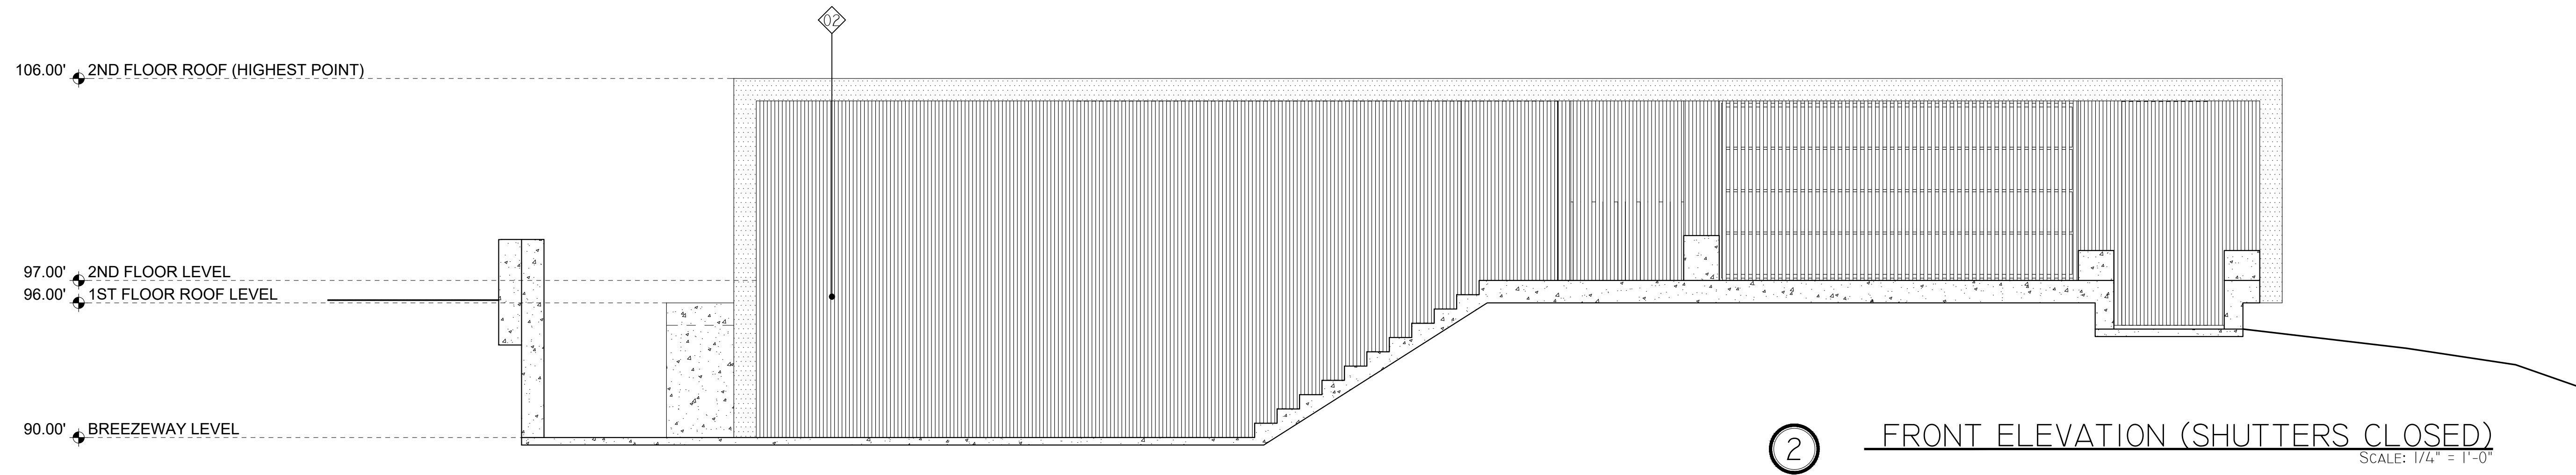 02
106.00' 2ND FLOOR ROOF (HIGHEST POINT)
97.00' 2ND FLOOR LEVEL
96.00' 1ST FLOOR ROOF LEVEL
90.00' BREEZEWAY LEVEL
2 FRONT ELEVATION (SHUTTERS CLOSED)
SCALE: 1/4" = 1'-0"